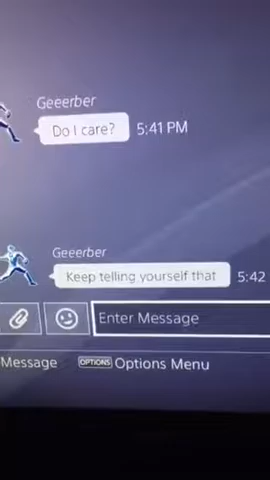 Geeerber
Do I care? 5:41 PM
Geeerber
Keep telling yourself that 5:42
Enter Message
Message OPTIONS Options Menu